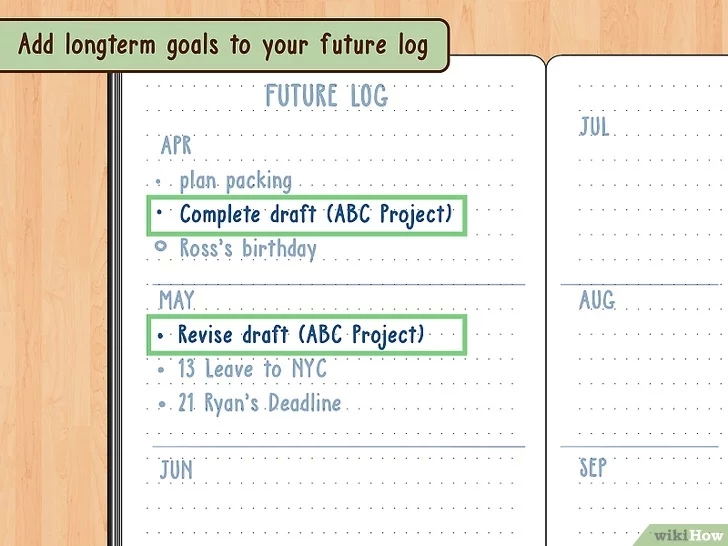 Add longterm goals to your future log
FUTURE LOG
APR
• plan packing
• Complete draft (ABC Project)
Ross's birthday
MAY
• Revise draft (ABC Project)
• 13 Leave to NYC
• 21 Ryan's Deadline
JUN
JUL
AUG
SEP
wikiHow